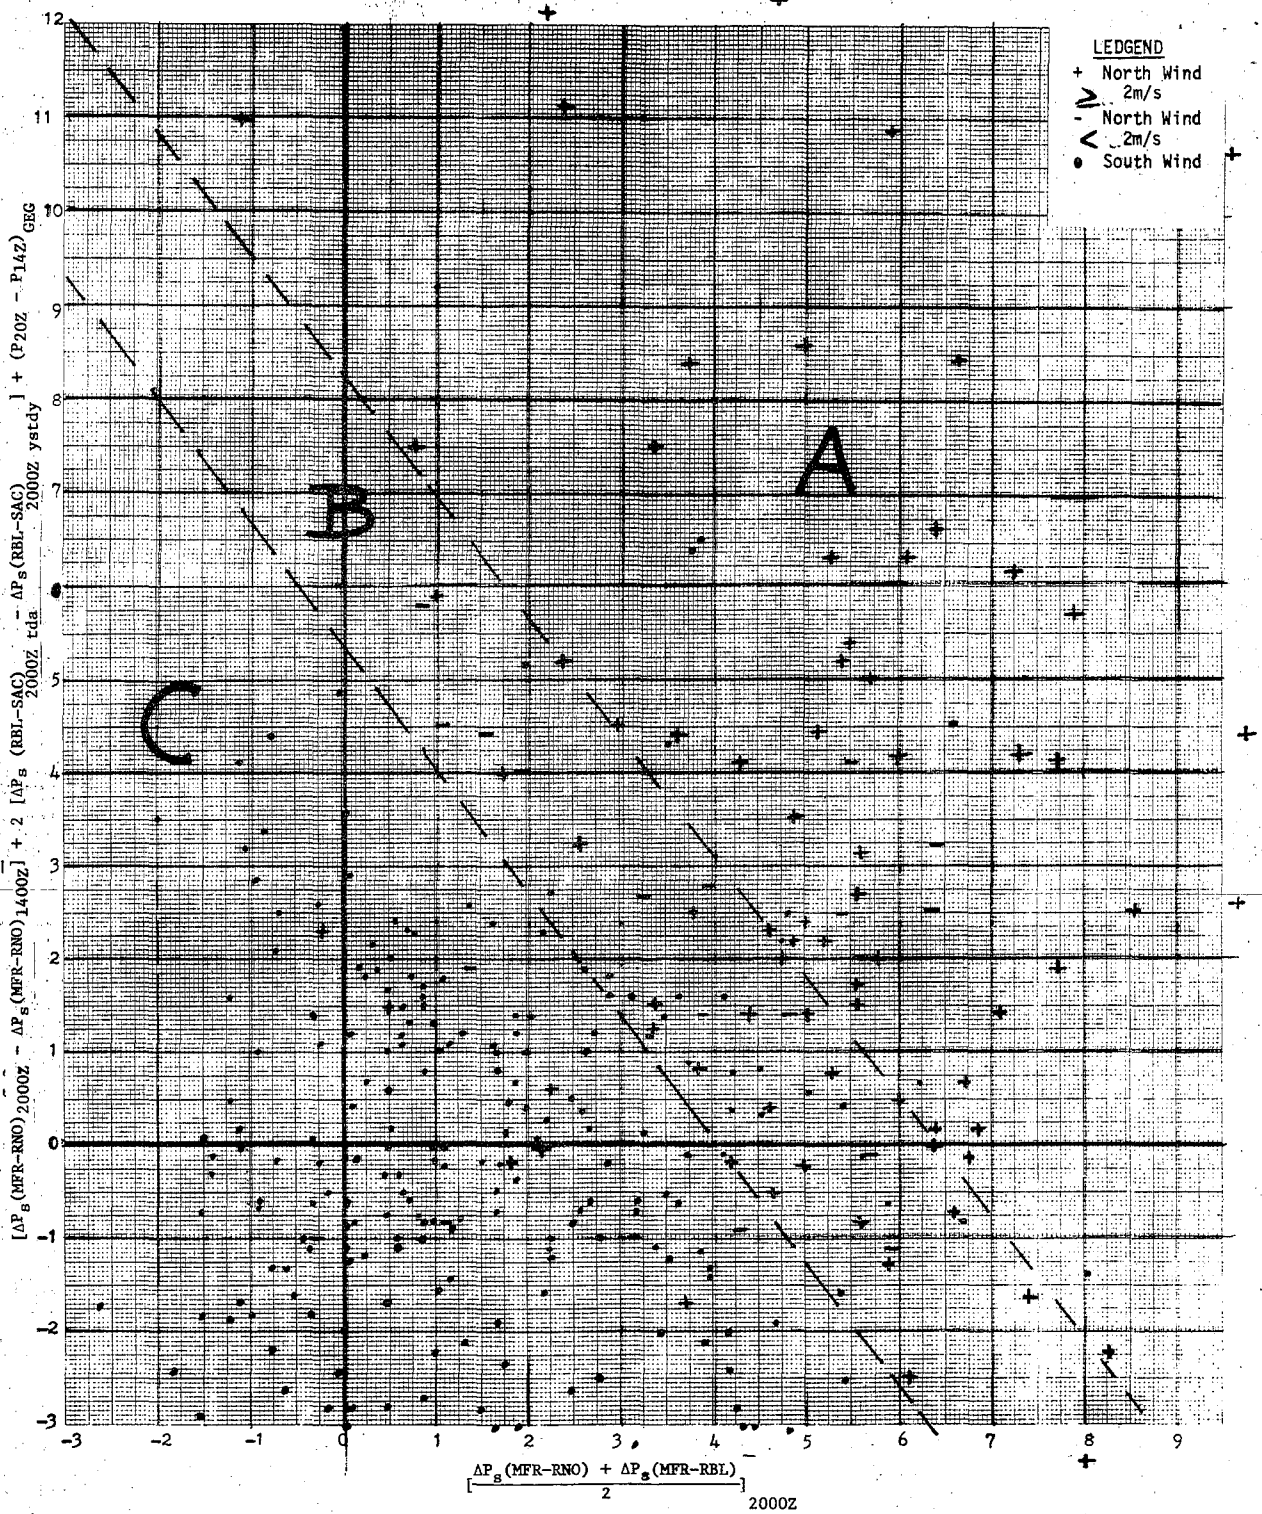 LEDGEND
+ North Wind
≥ 2m/s
- North Wind
< 2m/s
• South Wind
12
11
10
9
8
7
6
5
4
3
2
1
0
-1
-2
-3
A
B
C
[ΔPs(MFR-RNO)2000Z - ΔPs(MFR-RNO)1400Z] + 2 [ΔPs (RBL-SAC) 2000Z tda - ΔPs(RBL-SAC) 2000Z ystdy ] + (P20Z - P14Z)GEG
-3 -2 -1 0 1 2 3 4 5 6 7 8 9
[ΔPs(MFR-RNO) + ΔPs(MFR-RBL)
2
] 2000Z